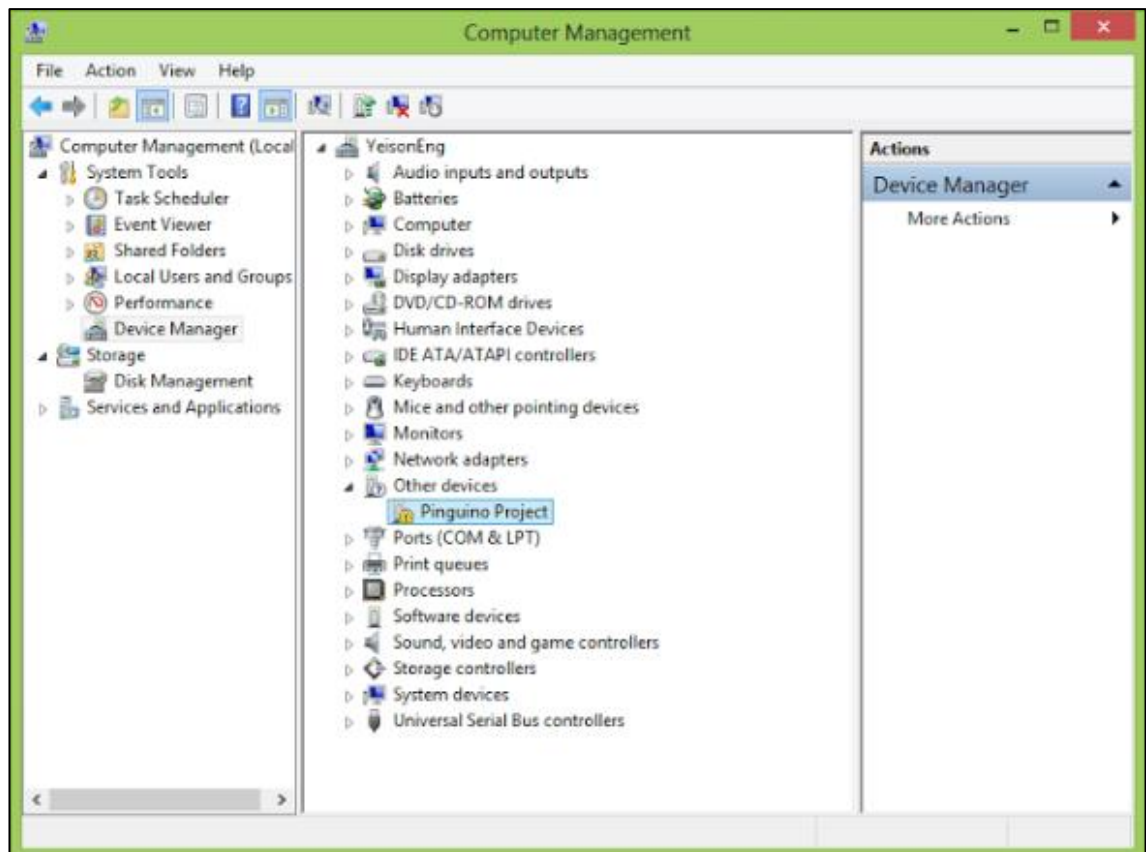 Computer Management
File Action View Help
Computer Management (Local
System Tools
Task Scheduler
Event Viewer
Shared Folders
Local Users and Groups
Performance
Device Manager
Storage
Disk Management
Services and Applications
YeisonEng
Audio inputs and outputs
Batteries
Computer
Disk drives
Display adapters
DVD/CD-ROM drives
Human Interface Devices
IDE ATA/ATAPI controllers
Keyboards
Mice and other pointing devices
Monitors
Network adapters
Other devices
Pinguino Project
Ports (COM & LPT)
Print queues
Processors
Software devices
Sound, video and game controllers
Storage controllers
System devices
Universal Serial Bus controllers
Actions
Device Manager
More Actions